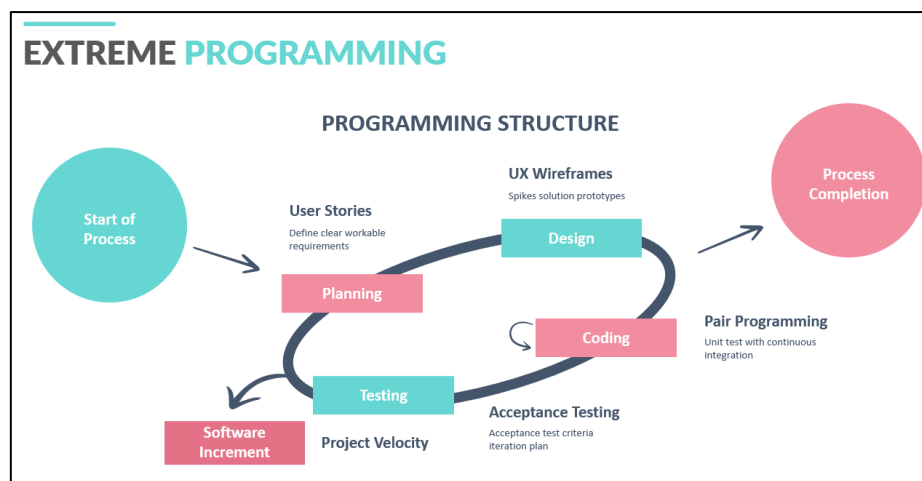 EXTREME PROGRAMMING
PROGRAMMING STRUCTURE
Start of
Process
User Stories
Define clear workable
requirements
Planning
UX Wireframes
Spikes solution prototypes
Design
Process
Completion
Coding
Pair Programming
Unit test with continuous
integration
Testing
Acceptance Testing
Acceptance test criteria
iteration plan
Software
Increment
Project Velocity